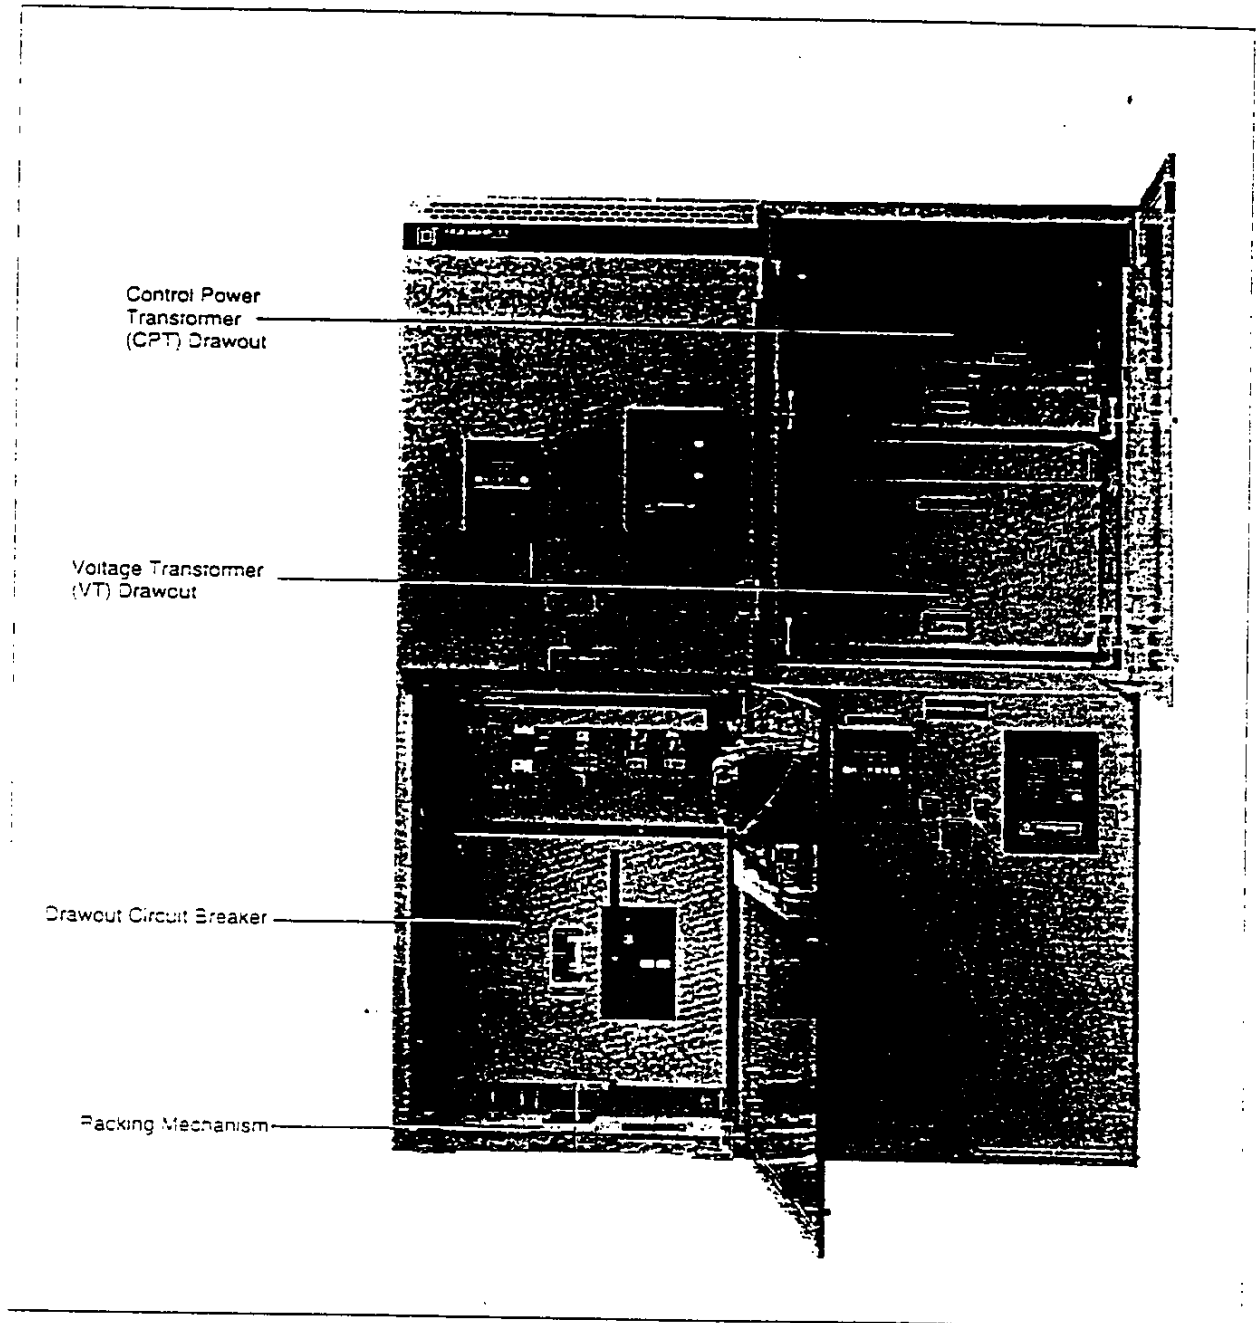 Control Power
Transformer
(CPT) Drawout
Voltage Transformer
(VT) Drawout
Drawout Circuit Breaker
Racking Mechanism